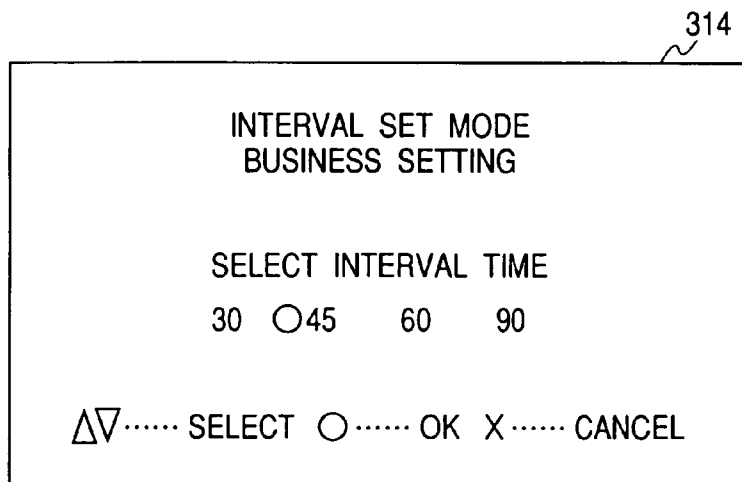 314
INTERVAL SET MODE
BUSINESS SETTING
SELECT INTERVAL TIME
30 ○45 60 90
△▽······ SELECT ○······ OK X······ CANCEL